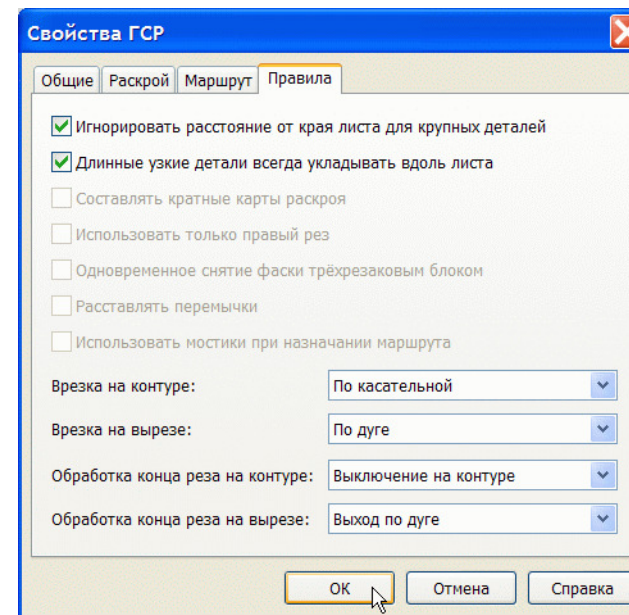 Свойства ГСР
Общие Раскрой Маршрут Правила
Игнорировать расстояние от края листа для крупных деталей
Длинные узкие детали всегда укладывать вдоль листа
Составлять кратные карты раскроя
Использовать только правый рез
Одновременное снятие фаски трёхрезаковым блоком
Расставлять перемычки
Использовать мостики при назначании маршрута
Врезка на контуре: По касательной
Врезка на вырезе: По дуге
Обработка конца реза на контуре: Выключение на контуре
Обработка конца реза на вырезе: Выход по дуге
ОК Отмена Справка